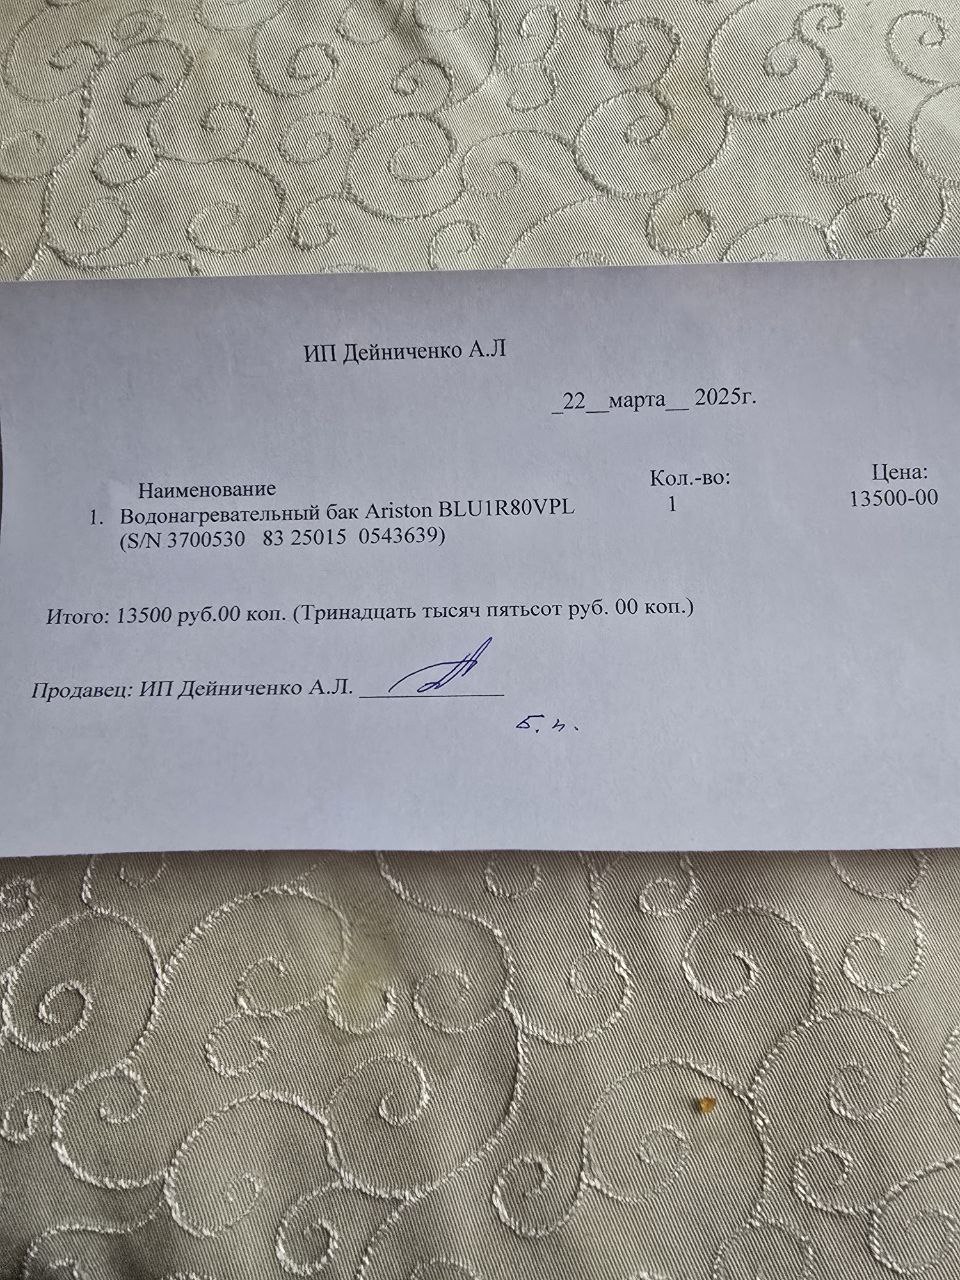 ИП Дейниченко А.Л
_22__марта__ 2025г.
Наименование Кол.-во: Цена:
1. Водонагревательный бак Ariston BLU1R80VPL 1 13500-00
(S/N 3700530 83 25015 0543639)
Итого: 13500 руб.00 коп. (Тринадцать тысяч пятьсот руб. 00 коп.)
Продавец: ИП Дейниченко А.Л. ____________
Б. п.